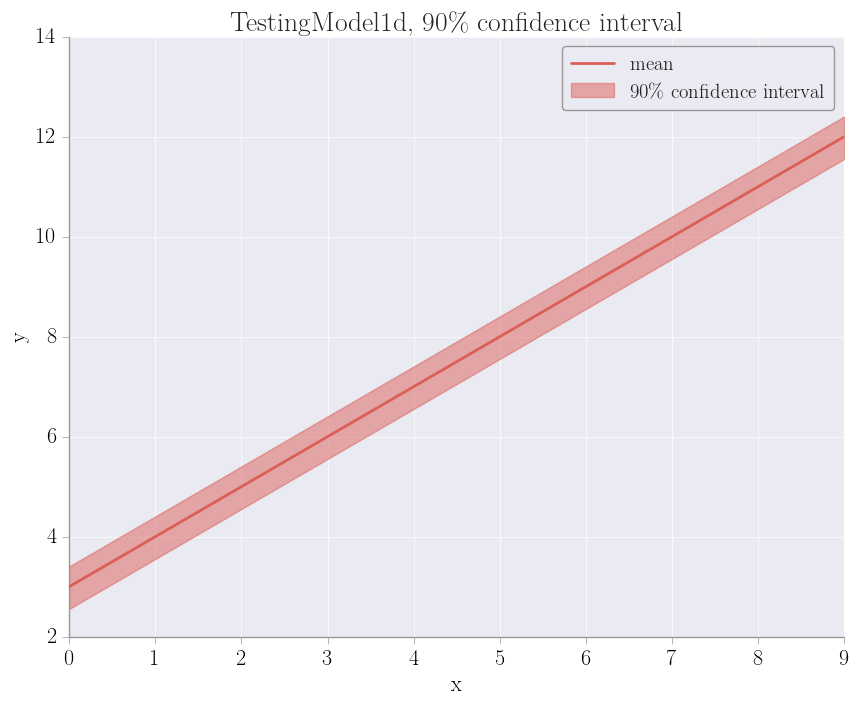 TestingModel1d, 90% confidence interval
mean
90% confidence interval
14
12
10
8
6
4
2
y
0 1 2 3 4 5 6 7 8 9
x